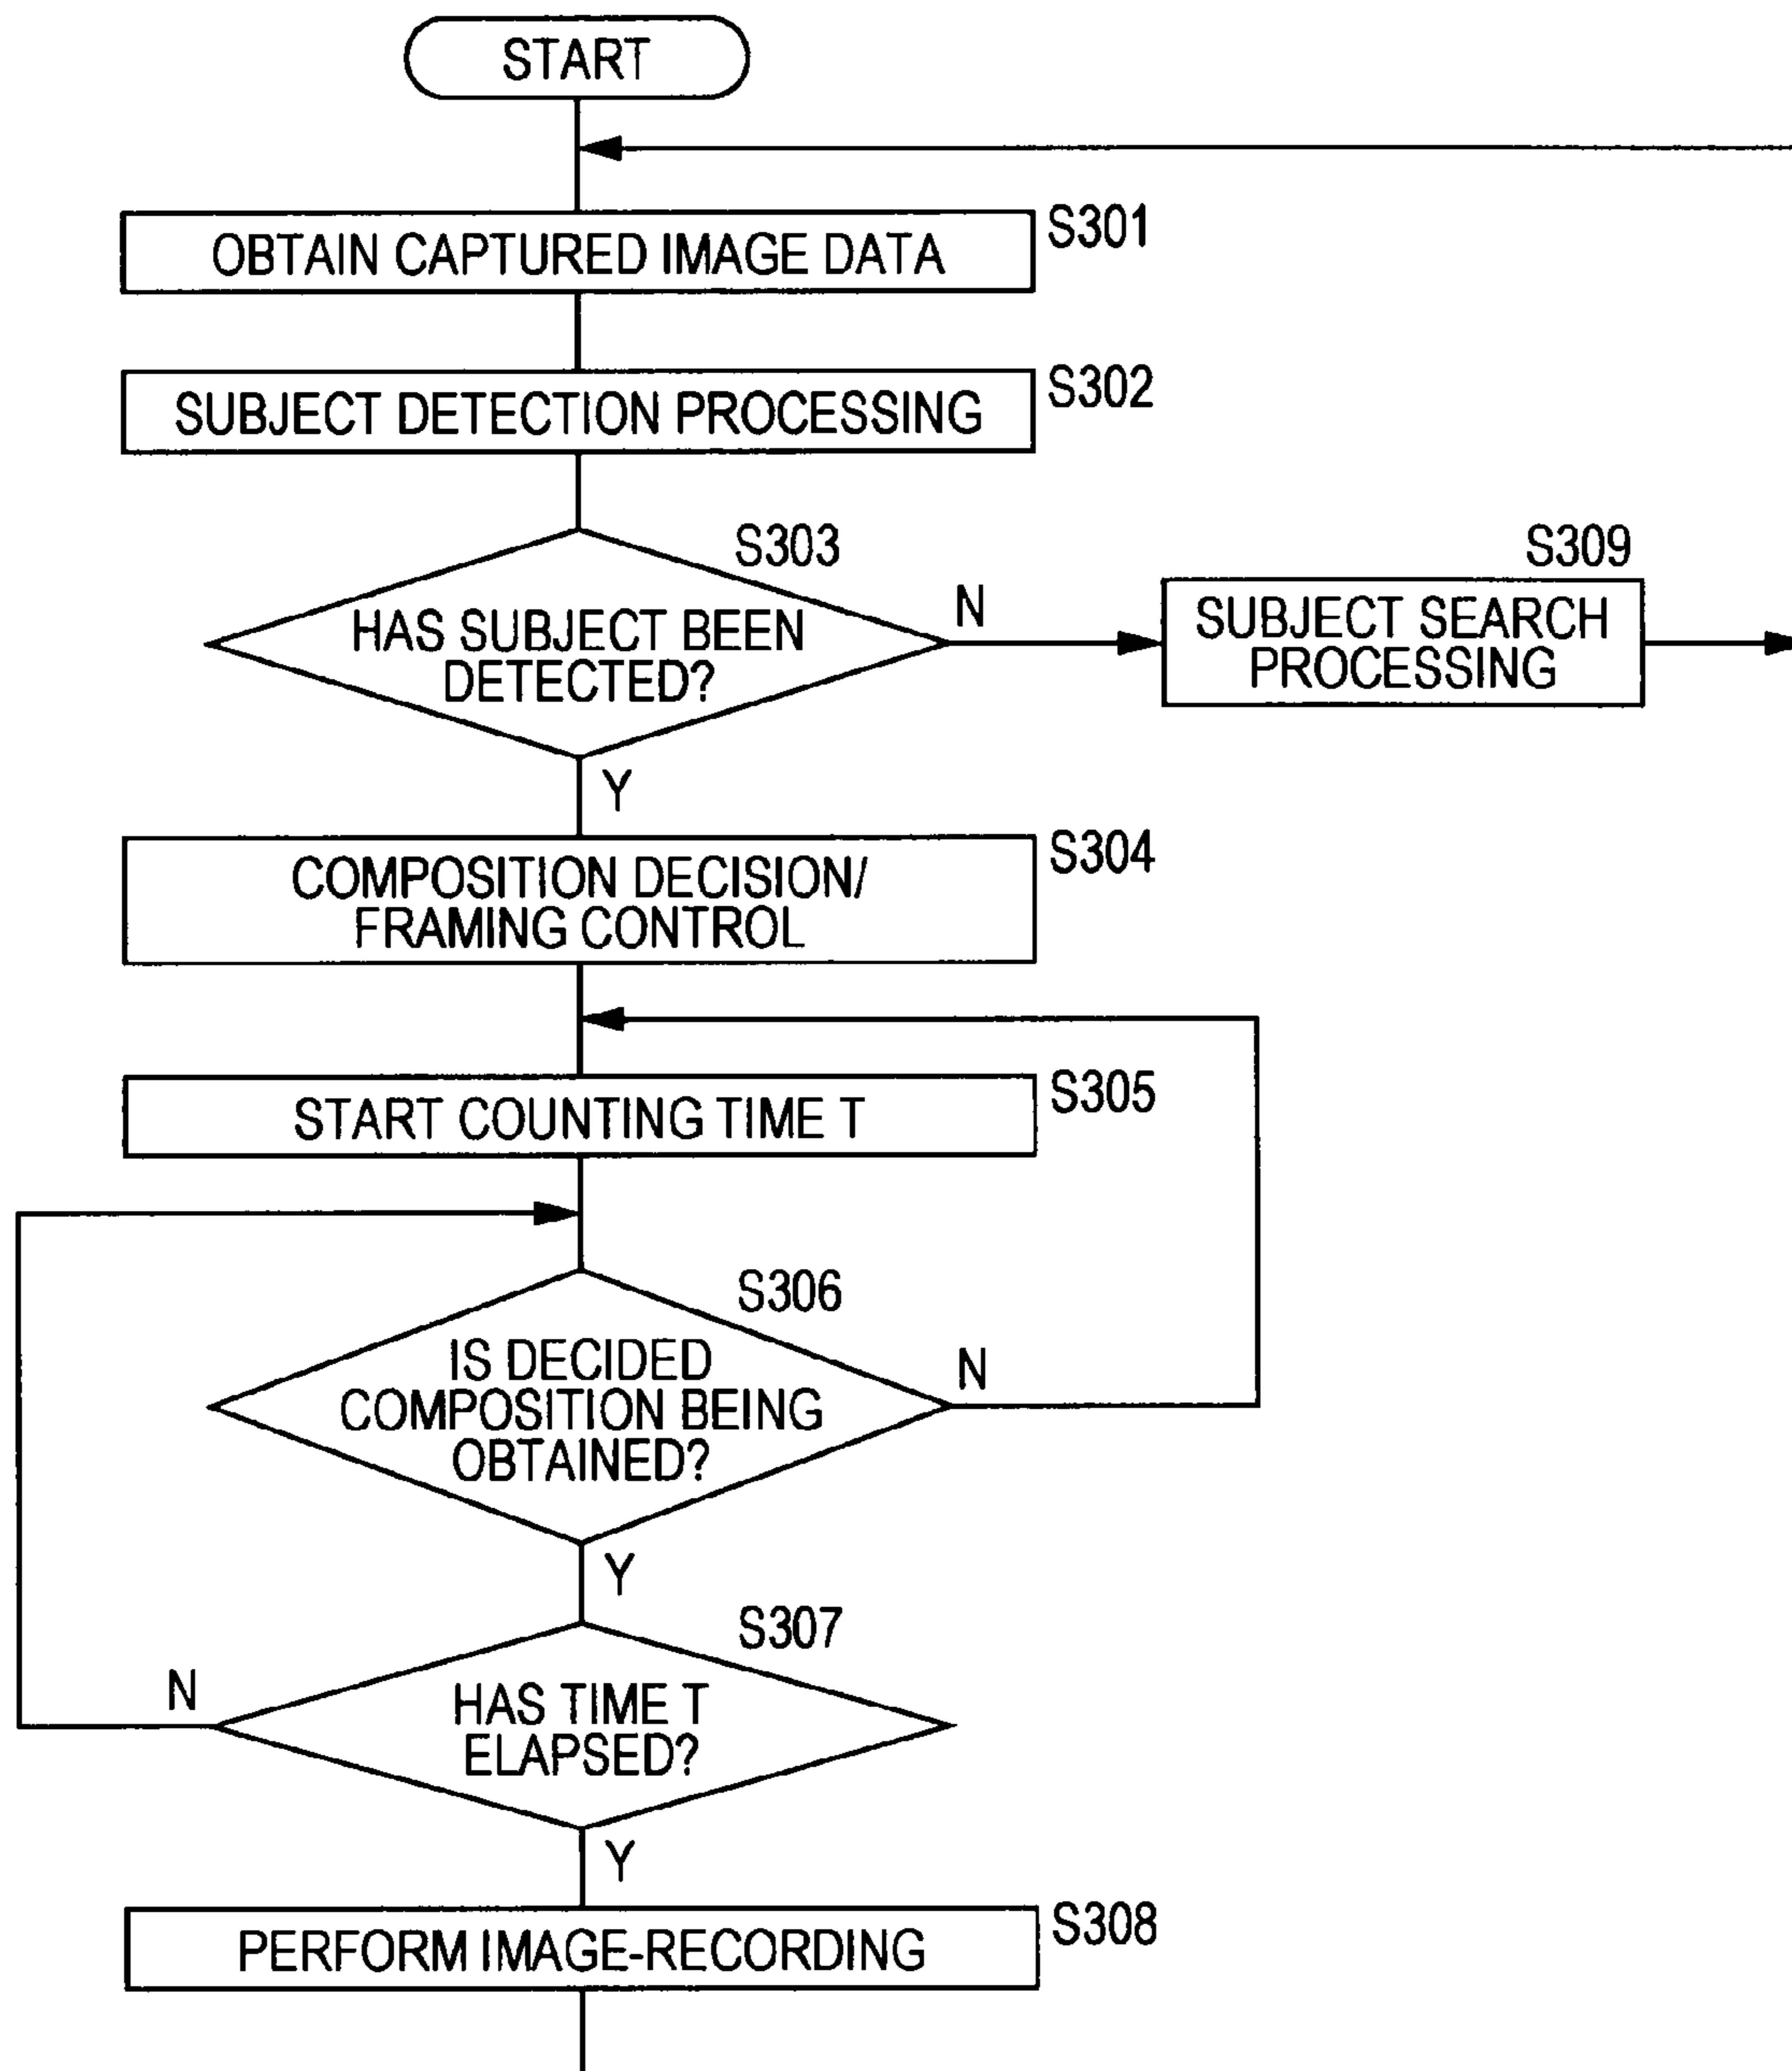 START
OBTAIN CAPTURED IMAGE DATA
S301
SUBJECT DETECTION PROCESSING
S302
S303
HAS SUBJECT BEEN
DETECTED?
N
Y
S309
SUBJECT SEARCH
PROCESSING
COMPOSITION DECISION/
FRAMING CONTROL
S304
START COUNTING TIME T
S305
S306
IS DECIDED
COMPOSITION BEING
OBTAINED?
N
Y
S307
HAS TIME T
ELAPSED?
N
Y
PERFORM IMAGE-RECORDING
S308